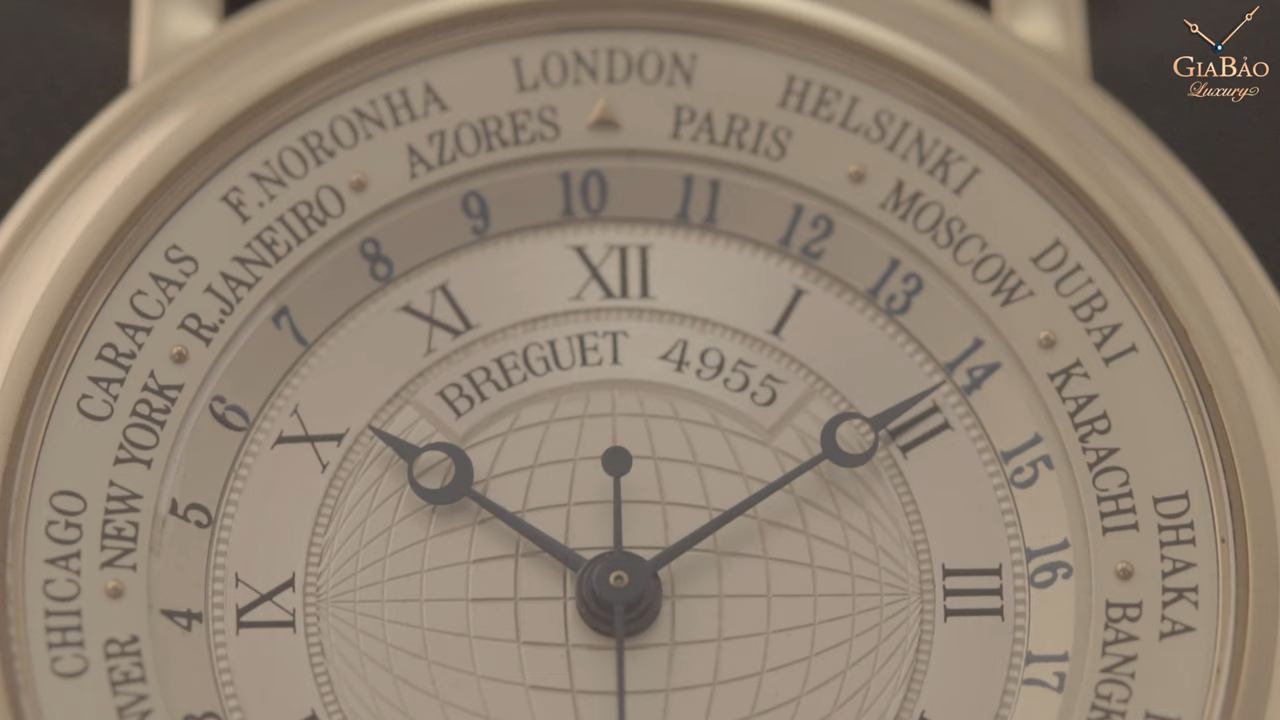 GIABẢO
Luxury
LONDON
HELSINKI
DUBAI
DHAKA
CHICAGO
CARACAS
F.NORONHA
NEW YORK
R.JANEIRO
AZORES
PARIS
MOSCOW
KARACHI
4
5
6
7
8
9
10
11
12
13
14
15
16
17
IX
X
XI
XII
I
II
III
BREGUET 4955